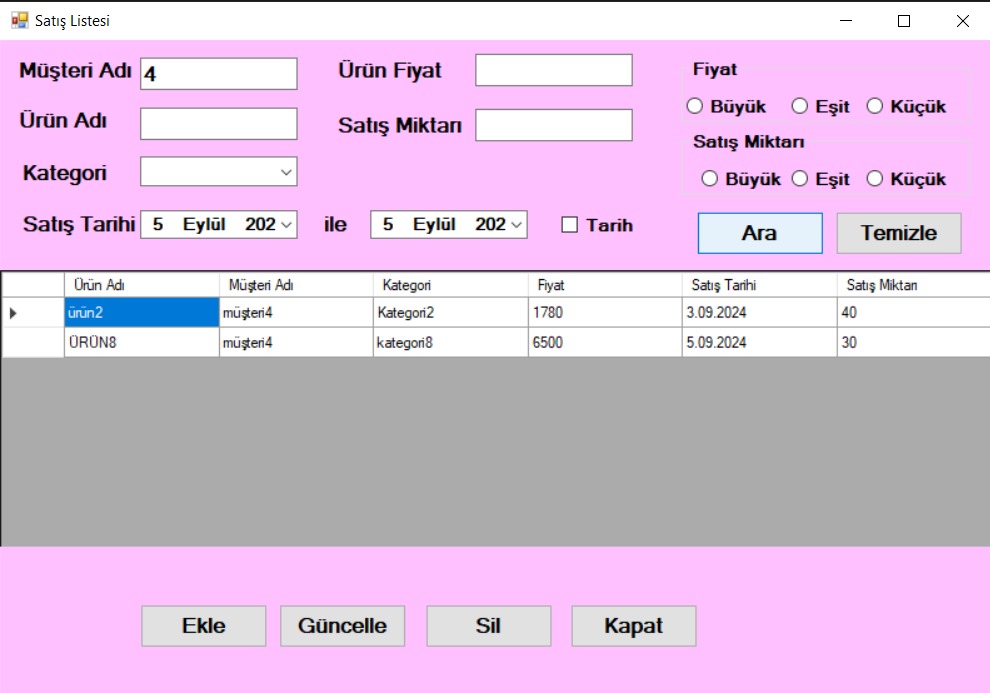 Satış Listesi
Müşteri Adı 4 Ürün Fiyat Fiyat
Büyük Eşit Küçük
Ürün Adı Satış Miktarı Satış Miktarı
Kategori Büyük Eşit Küçük
Satış Tarihi 5 Eylül 202 ile 5 Eylül 202 Tarih Ara Temizle
Ürün Adı Müşteri Adı Kategori Fiyat Satış Tarihi Satış Miktarı
ürün2 müşteri4 Kategori2 1780 3.09.2024 40
ÜRÜN8 müşteri4 kategori8 6500 5.09.2024 30
Ekle Güncelle Sil Kapat